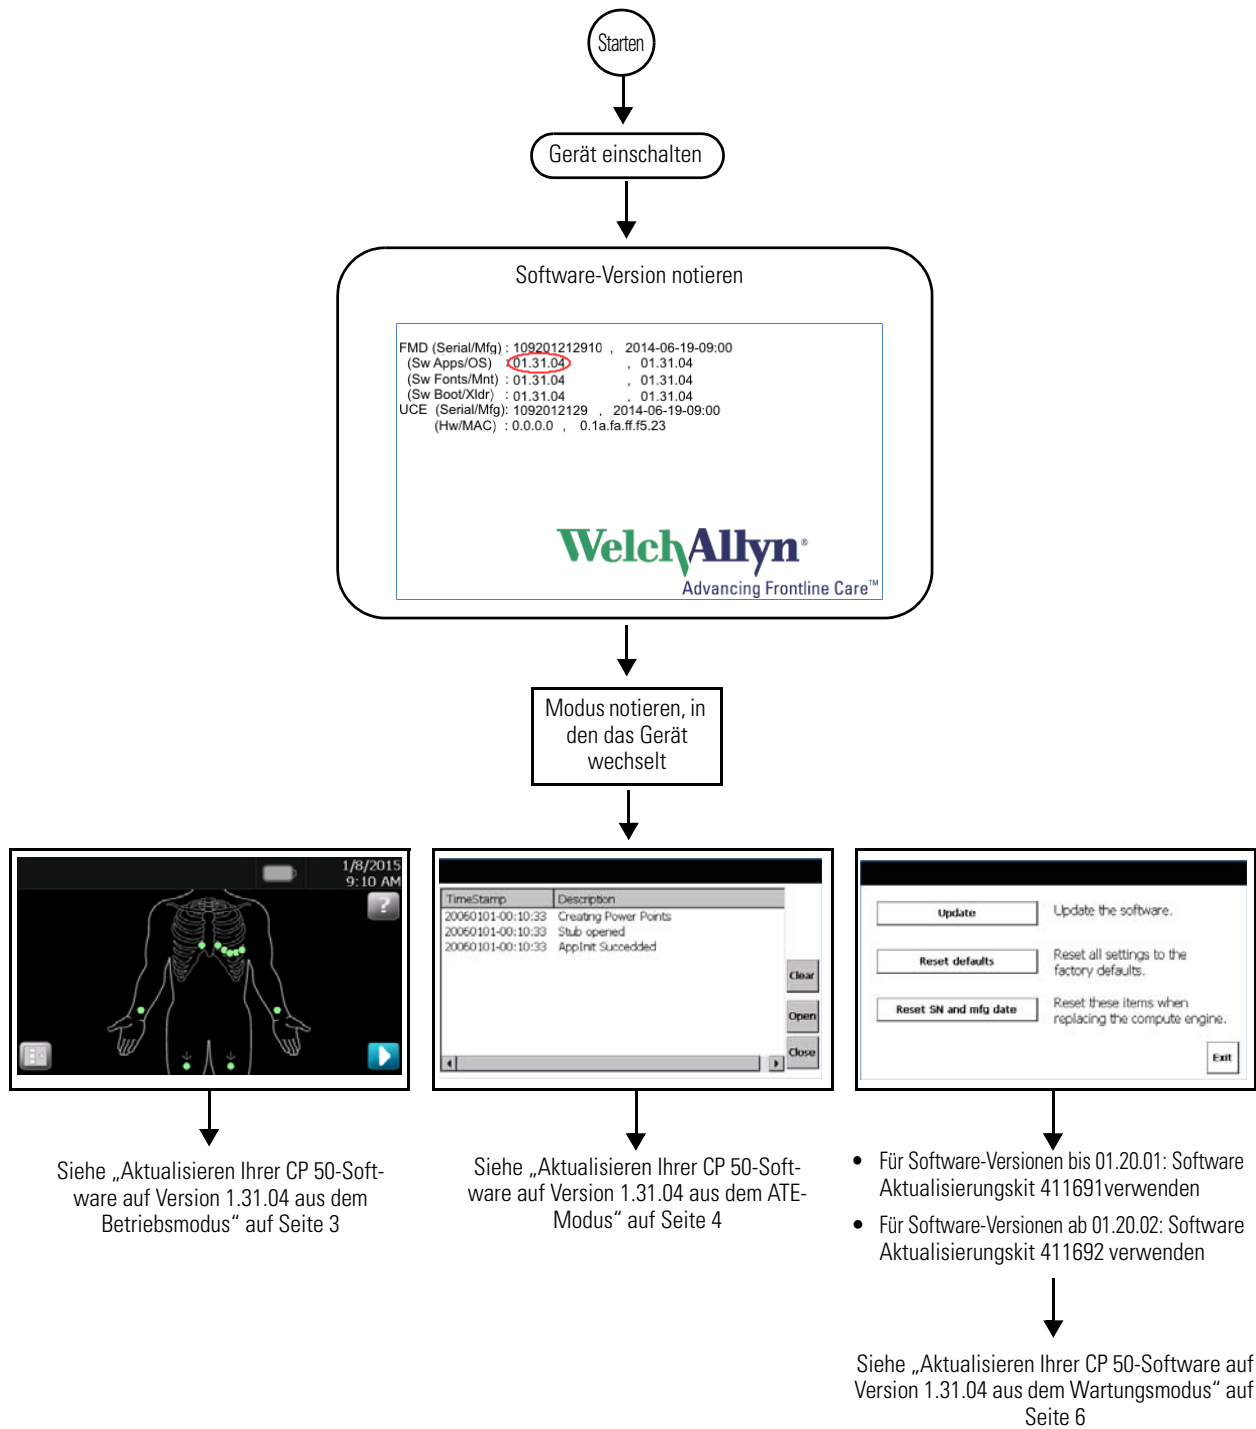 Starten
Gerät einschalten
Software-Version notieren
FMD (Serial/Mfg) : 109201212910 , 2014-06-19-09:00
(Sw Apps/OS) : 01.31.04 , 01.31.04
(Sw Fonts/Mnt) : 01.31.04 , 01.31.04
(Sw Boot/Xldr) : 01.31.04 , 01.31.04
UCE (Serial/Mfg): 1092012129 , 2014-06-19-09:00
(Hw/MAC) : 0.0.0.0 , 0.1a.fa.ff.f5.23
WelchAllyn®
Advancing Frontline Care™
Modus notieren, in
den das Gerät
wechselt
1/8/2015
9:10 AM
?
TimeStamp Description
20060101-00:10:33 Creating Power Points
20060101-00:10:33 Stub opened
20060101-00:10:33 AppInit Succedded
Clear
Open
Close
Update Update the software.
Reset defaults Reset all settings to the
factory defaults.
Reset SN and mfg date Reset these items when
replacing the compute engine.
Exit
Siehe „Aktualisieren Ihrer CP 50-Soft-
ware auf Version 1.31.04 aus dem
Betriebsmodus“ auf Seite 3
Siehe „Aktualisieren Ihrer CP 50-Soft-
ware auf Version 1.31.04 aus dem ATE-
Modus“ auf Seite 4
• Für Software-Versionen bis 01.20.01: Software
Aktualisierungskit 411691verwenden
• Für Software-Versionen ab 01.20.02: Software
Aktualisierungskit 411692 verwenden
Siehe „Aktualisieren Ihrer CP 50-Software auf
Version 1.31.04 aus dem Wartungsmodus“ auf
Seite 6